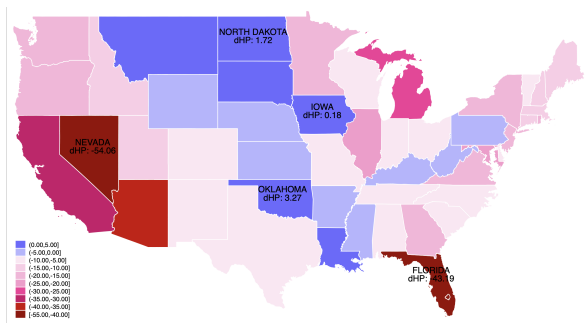 NORTH DAKOTA
dHP: 1.72
IOWA
dHP: 0.18
NEVADA
dHP: -54.06
OKLAHOMA
dHP: 3.27
FLORIDA
dHP: -43.19
(0.00,5.00]
(-5.00,0.00]
(-10.00,-5.00]
(-15.00,-10.00]
(-20.00,-15.00]
(-25.00,-20.00]
(-30.00,-25.00]
(-35.00,-30.00]
(-40.00,-35.00]
[-55.00,-40.00]